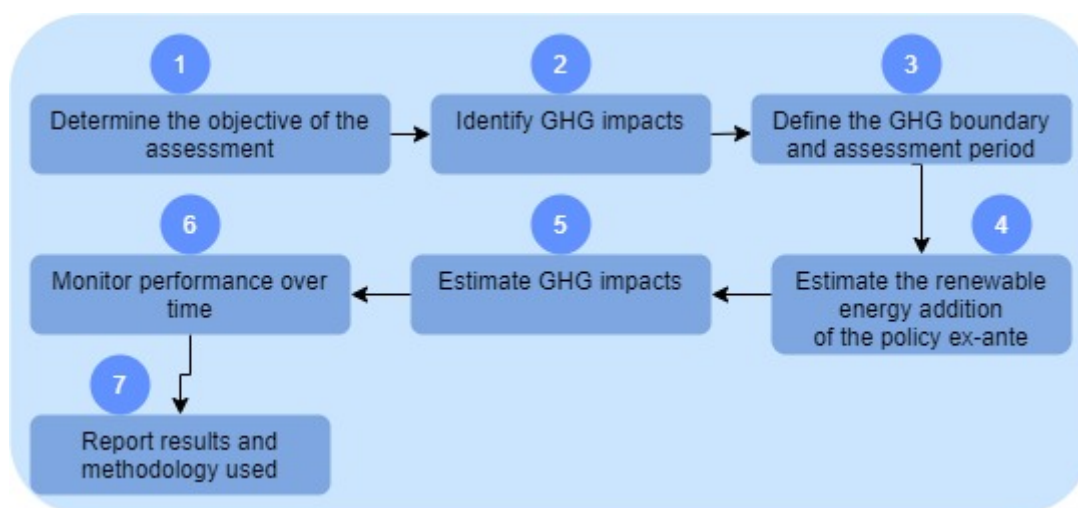 1
Determine the objective of the
assessment
2
Identify GHG impacts
3
Define the GHG boundary
and assessment period
4
Estimate the renewable
energy addition
of the policy ex-ante
5
Estimate GHG impacts
6
Monitor performance over
time
7
Report results and
methodology used